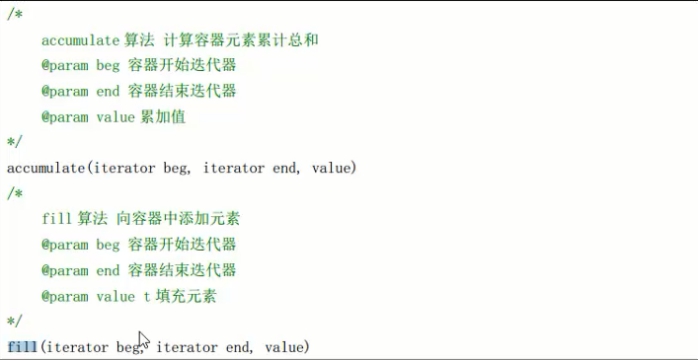 /*
accumulate 算法 计算容器元素累计总和
@param beg 容器开始迭代器
@param end 容器结束迭代器
@param value 累加值
*/
accumulate(iterator beg, iterator end, value)
/*
fill 算法 向容器中添加元素
@param beg 容器开始迭代器
@param end 容器结束迭代器
@param value t 填充元素
*/
fill(iterator beg, iterator end, value)